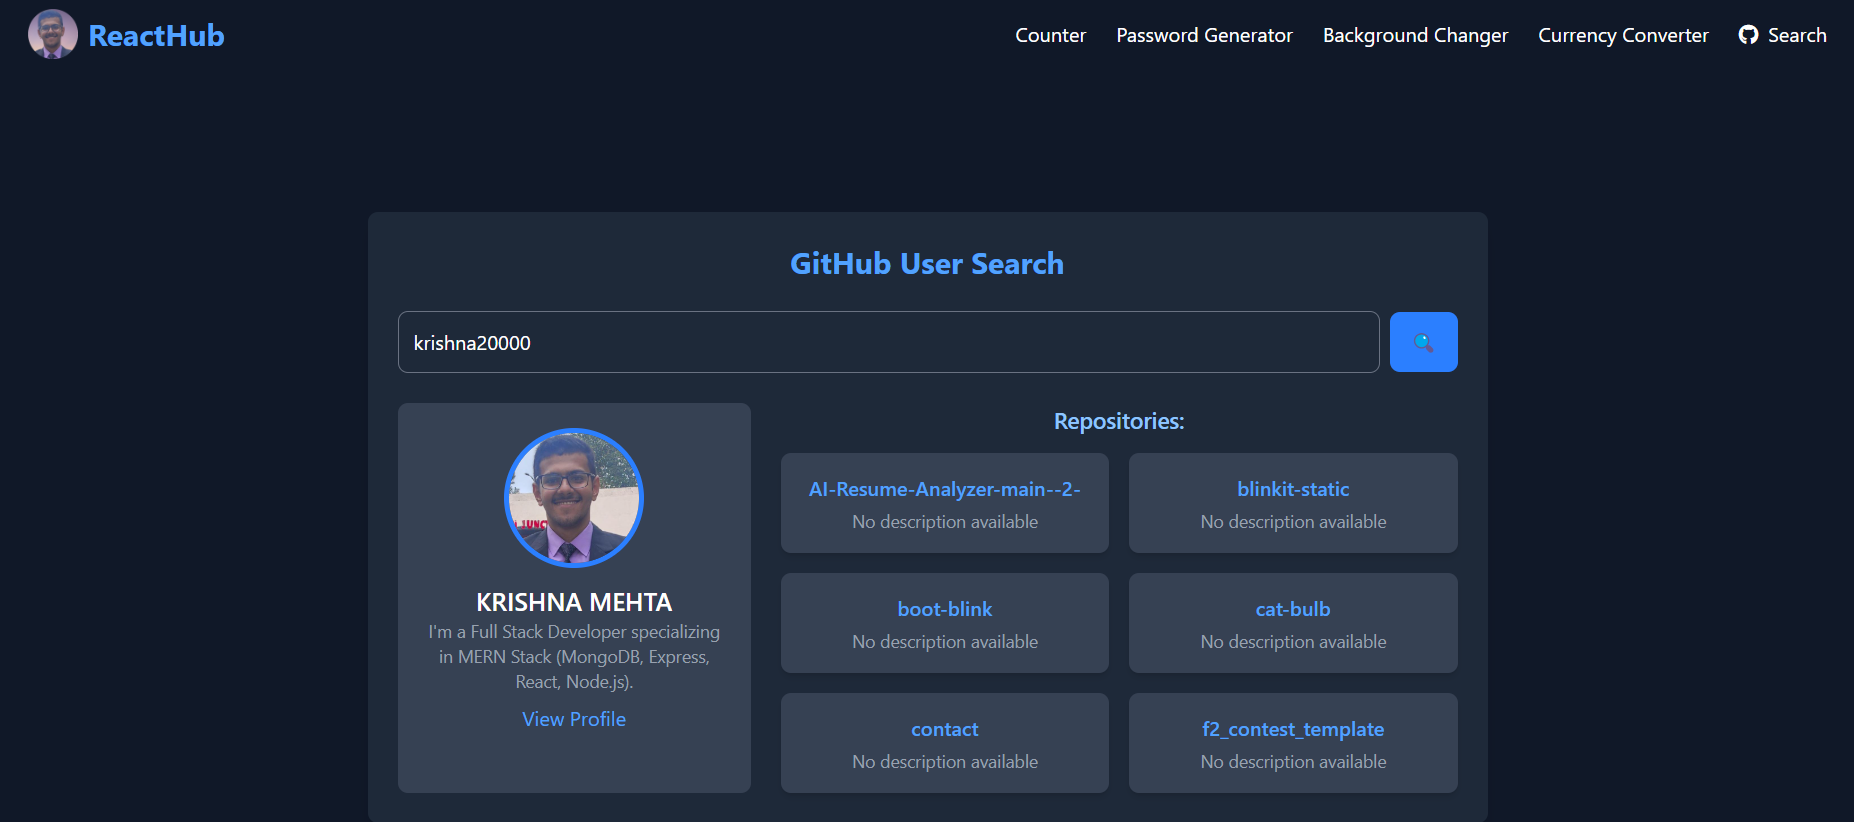 ReactHub
Counter Password Generator Background Changer Currency Converter Search
GitHub User Search
krishna20000
KRISHNA MEHTA
I'm a Full Stack Developer specializing
in MERN Stack (MongoDB, Express,
React, Node.js).
View Profile
Repositories:
AI-Resume-Analyzer-main--2-
No description available
blinkit-static
No description available
boot-blink
No description available
cat-bulb
No description available
contact
No description available
f2_contest_template
No description available